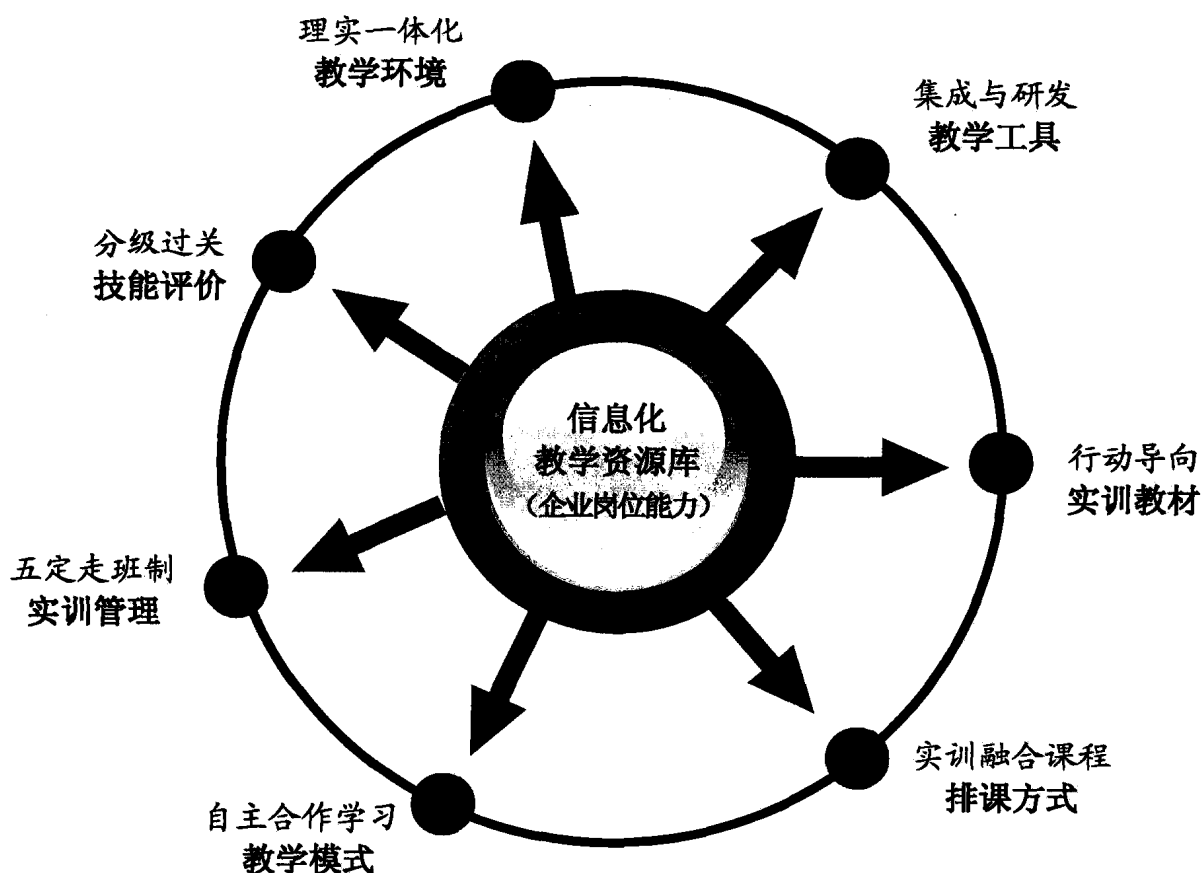 理实一体化
教学环境
集成与研发
教学工具
分级过关
技能评价
信息化
教学资源库
（企业岗位能力）
行动导向
实训教材
五定走班制
实训管理
实训融合课程
排课方式
自主合作学习
教学模式